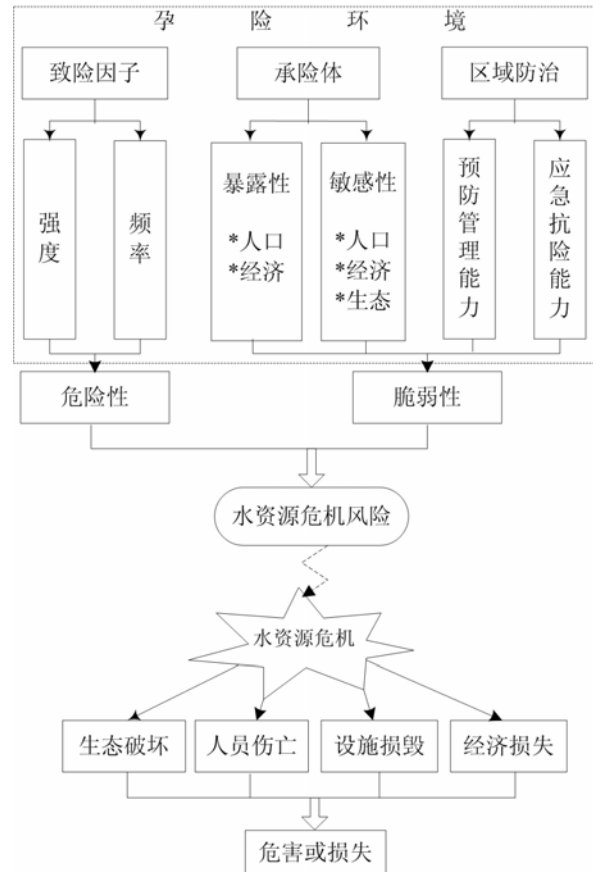 孕险环境
致险因子
承险体
区域防治
强度
频率
暴露性
*人口
*经济
敏感性
*人口
*经济
*生态
预防管理能力
应急抗险能力
危险性
脆弱性
水资源危机风险
水资源危机
生态破坏
人员伤亡
设施损毁
经济损失
危害或损失